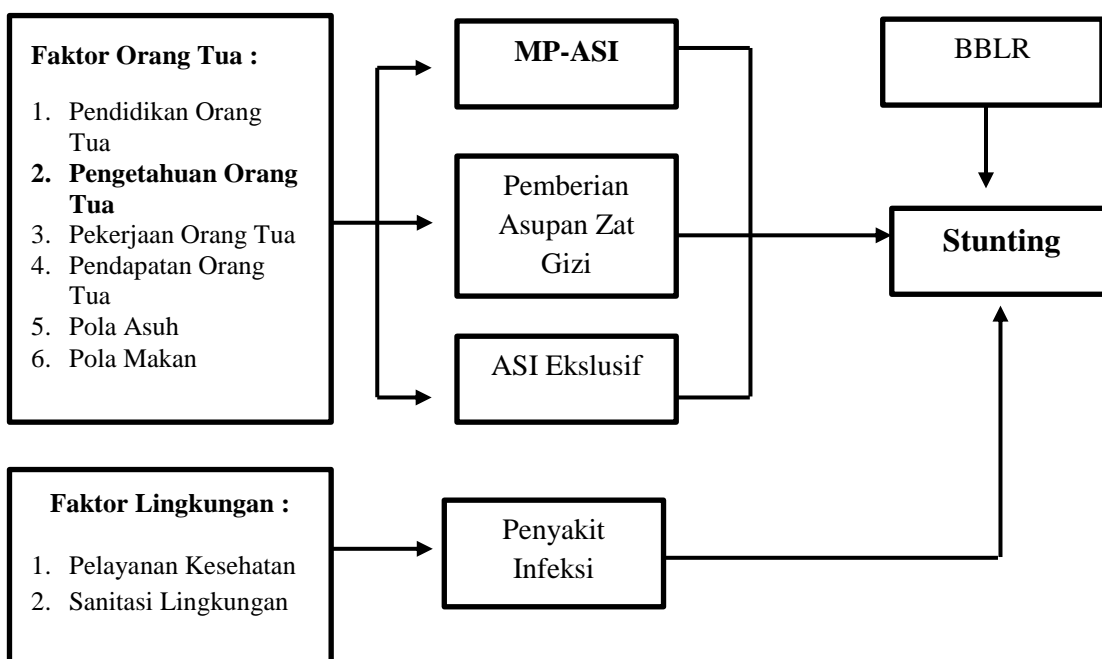 Faktor Orang Tua :
1. Pendidikan Orang
Tua
2. Pengetahuan Orang
Tua
3. Pekerjaan Orang Tua
4. Pendapatan Orang
Tua
5. Pola Asuh
6. Pola Makan
MP-ASI
Pemberian
Asupan Zat
Gizi
ASI Ekslusif
BBLR
Stunting
Faktor Lingkungan :
1. Pelayanan Kesehatan
2. Sanitasi Lingkungan
Penyakit
Infeksi